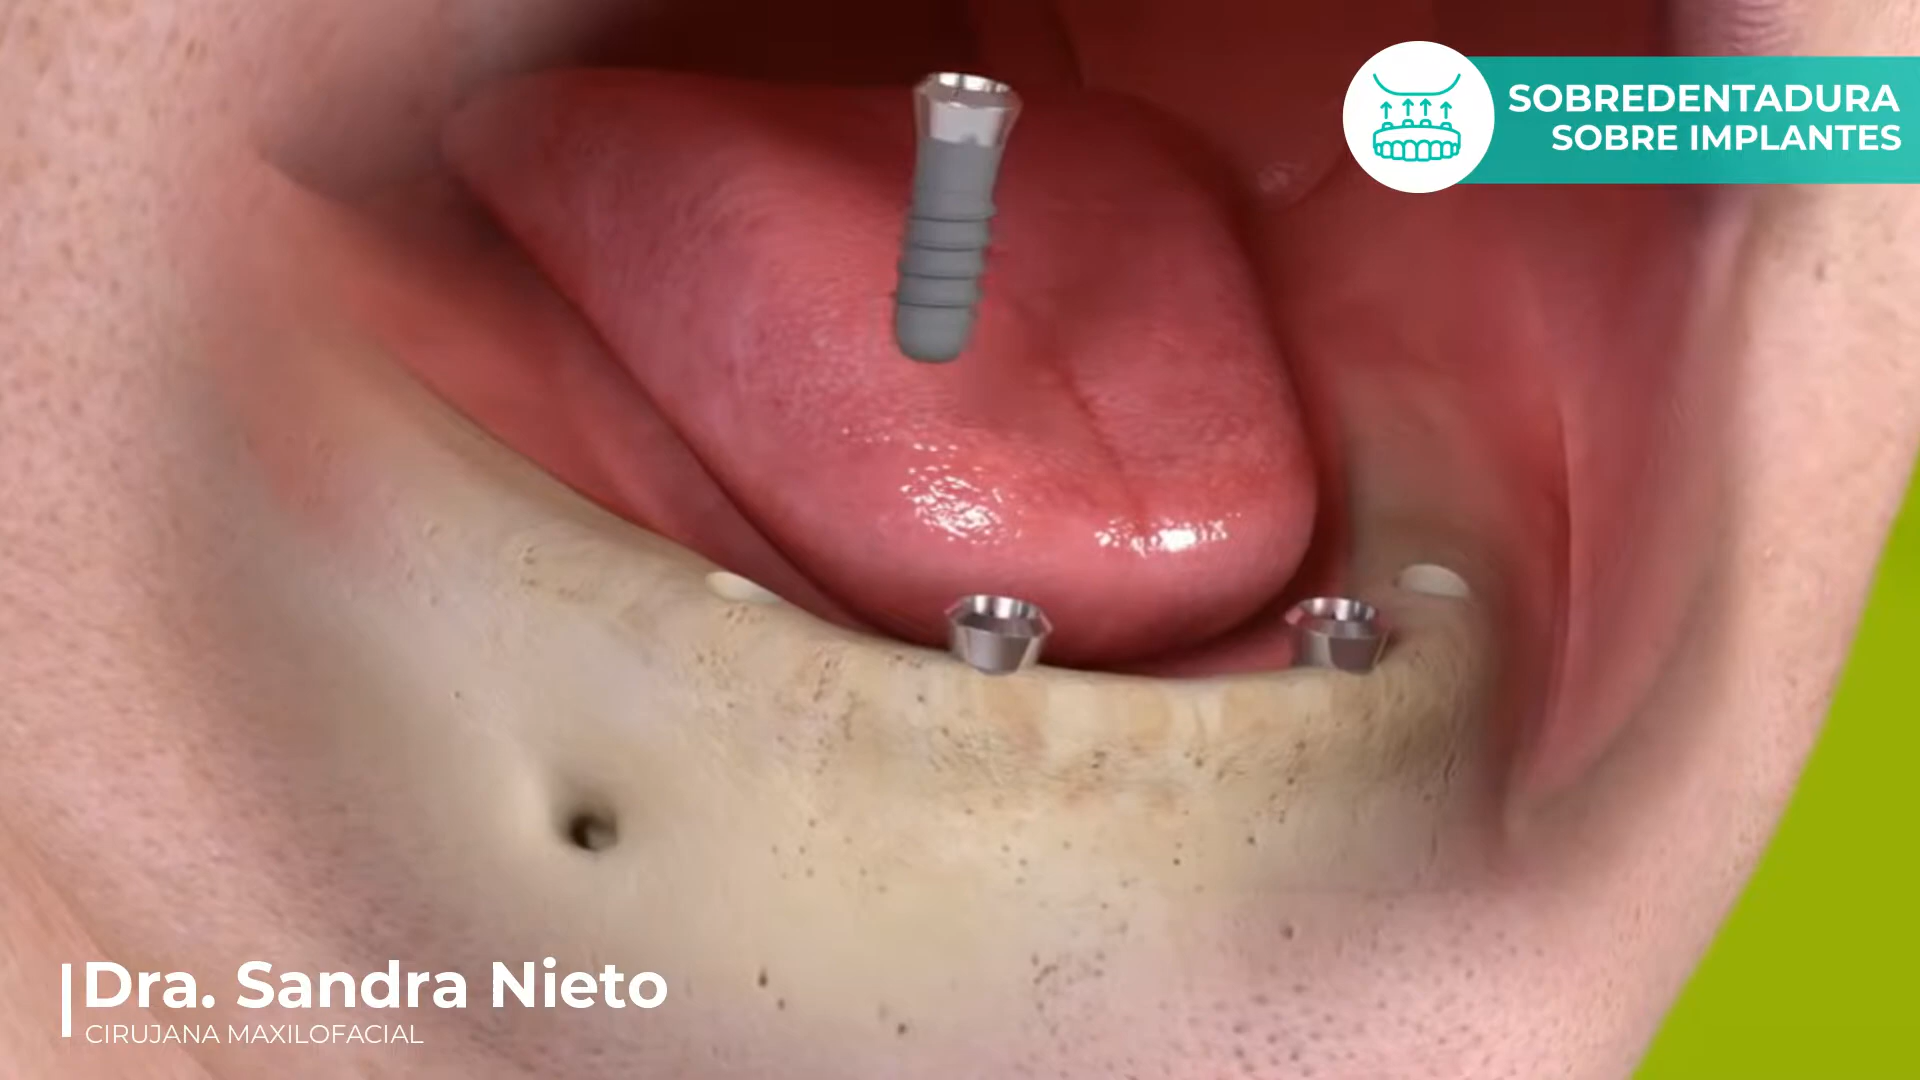 SOBREDENTADURA
SOBRE IMPLANTES
Dra. Sandra Nieto
CIRUJANA MAXILOFACIAL